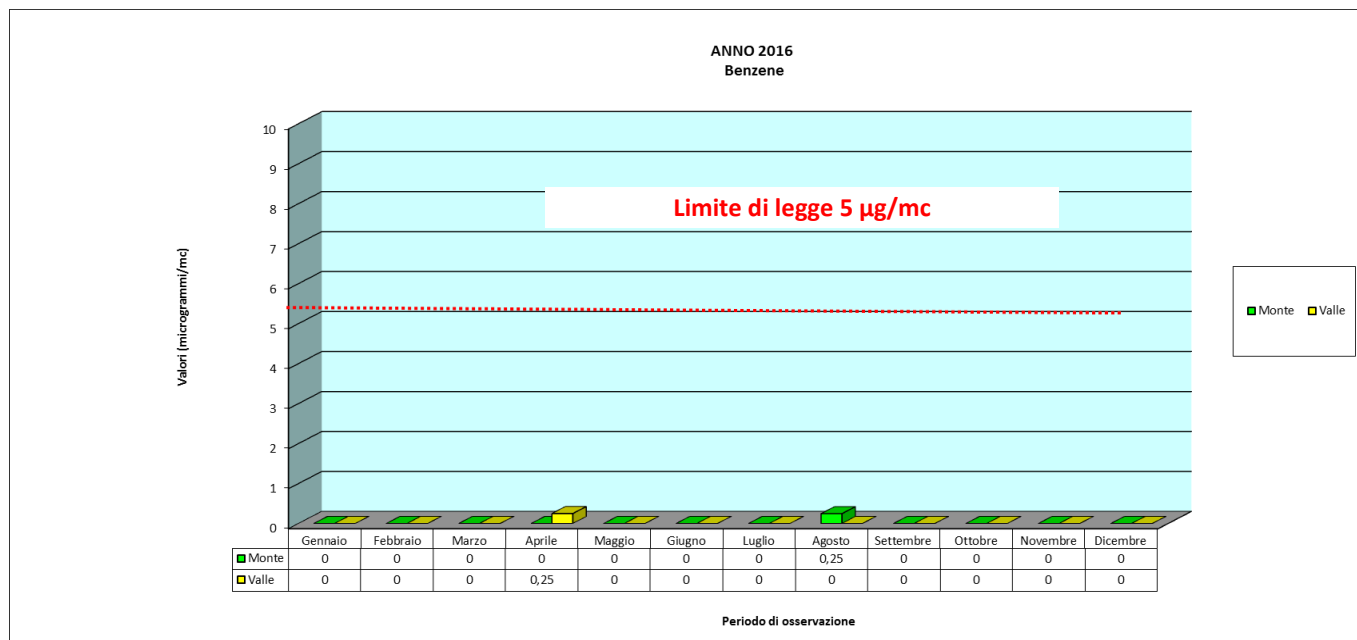 ANNO 2016
Benzene
10
9
8
7
6
5
4
3
2
1
0
Valori (microgrammi/mc)
Limite di legge 5 µg/mc
Monte Valle
Gennaio Febbraio Marzo Aprile Maggio Giugno Luglio Agosto Settembre Ottobre Novembre Dicembre
Monte 0 0 0 0 0 0 0 0,25 0 0 0 0
Valle 0 0 0 0,25 0 0 0 0 0 0 0 0
Periodo di osservazione